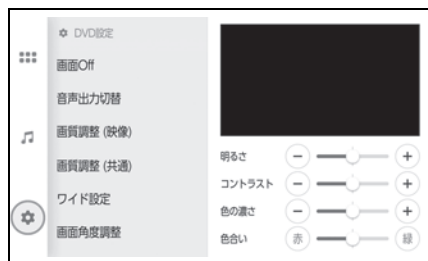 DVD設定
画面Off
音声出力切替
画質調整 (映像)
画質調整 (共通)
ワイド設定
画面角度調整
明るさ
コントラスト
色の濃さ
色合い 赤 緑